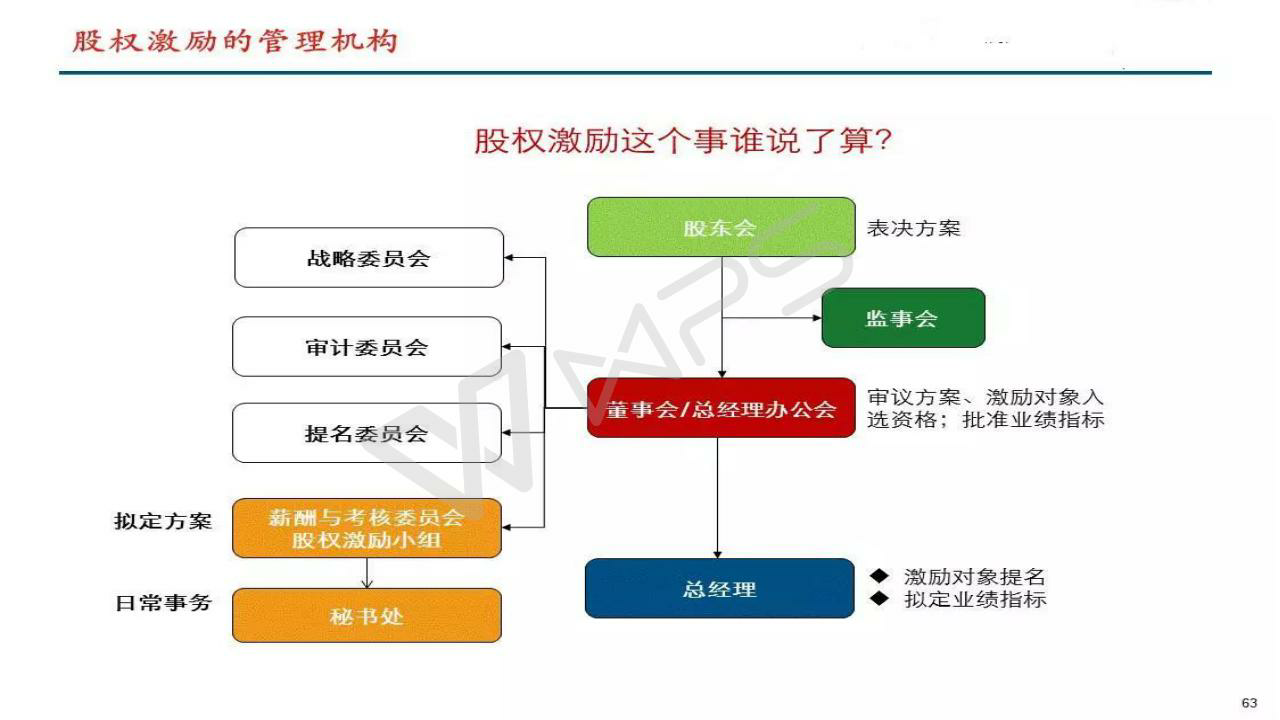 股权激励的管理机构
股权激励这个事谁说了算?
股东会
表决方案
战略委员会
监事会
审计委员会
董事会/总经理办公会
审议方案、激励对象入
选资格；批准业绩指标
提名委员会
拟定方案
薪酬与考核委员会
股权激励小组
总经理
◆ 激励对象提名
◆ 拟定业绩指标
日常事务
秘书处
WPS
63